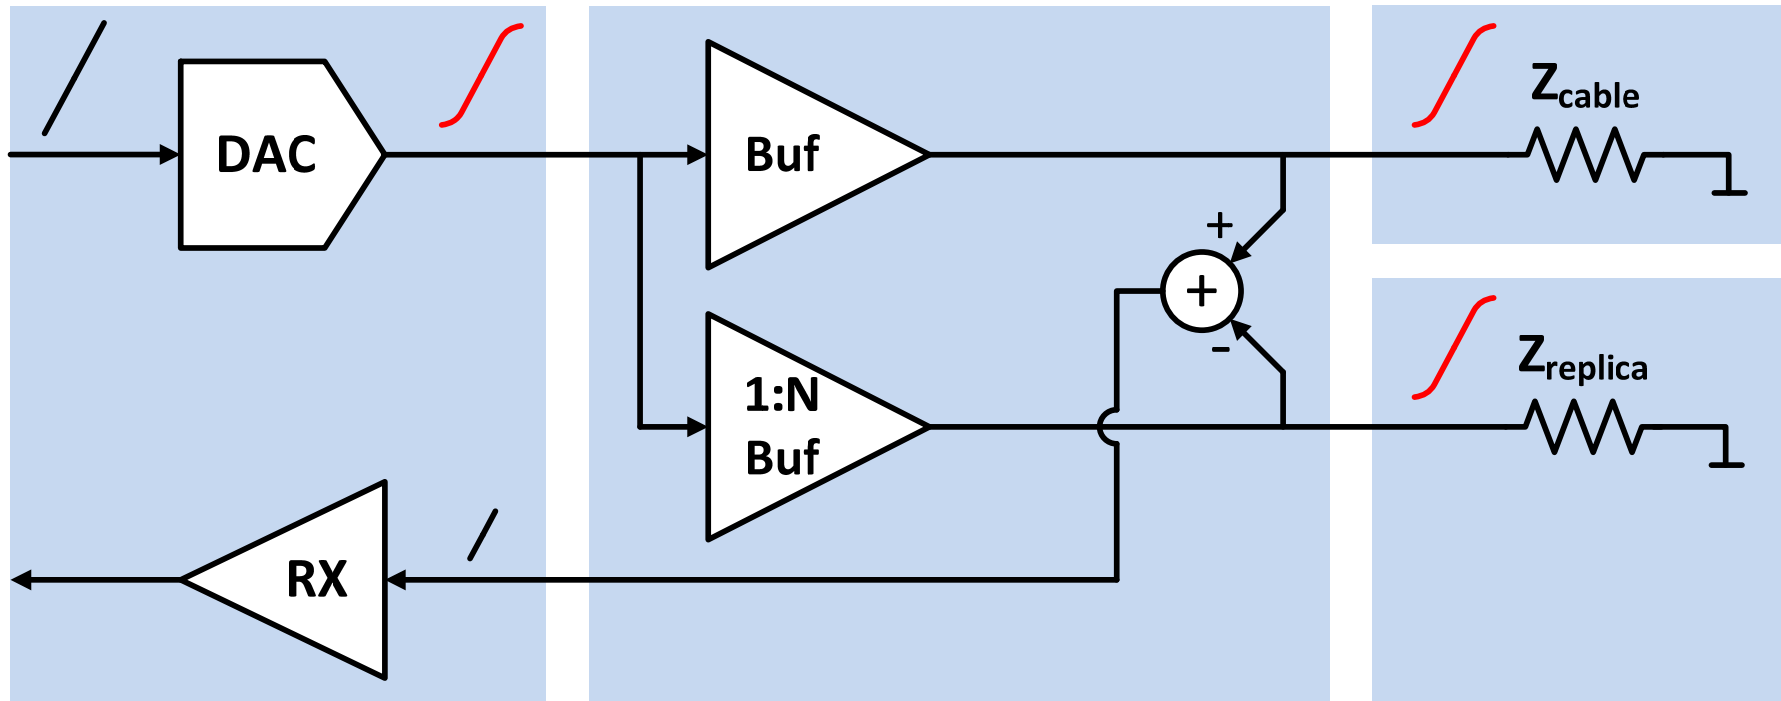 DAC
Buf
Zcable
+
+
-
1:N
Buf
Zreplica
RX